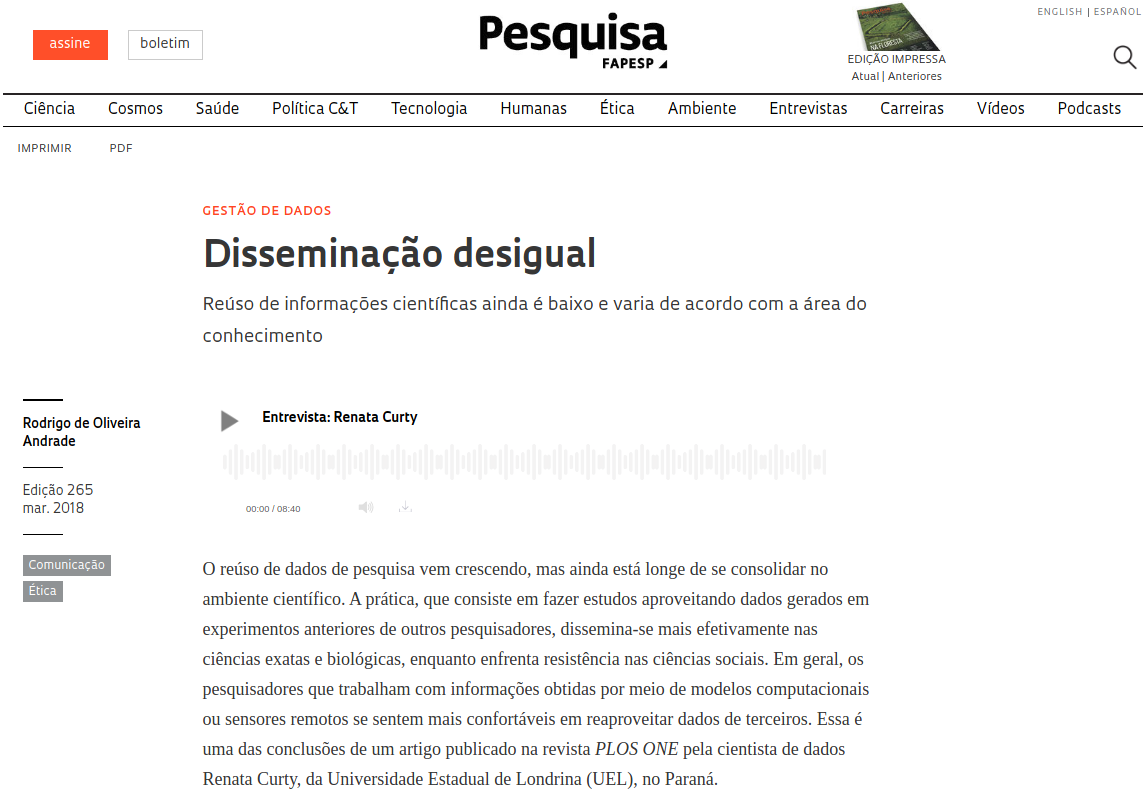 assine
boletim
Pesquisa
FAPESP
NA FLORESTA
EDIÇÃO IMPRESSA
Atual | Anteriores
ENGLISH | ESPAÑOL
Ciência Cosmos Saúde Política C&T Tecnologia Humanas Ética Ambiente Entrevistas Carreiras Vídeos Podcasts
IMPRIMIR PDF
GESTÃO DE DADOS
Disseminação desigual
Reúso de informações científicas ainda é baixo e varia de acordo com a área do
conhecimento
Rodrigo de Oliveira
Andrade
Edição 265
mar. 2018
Comunicação
Ética
Entrevista: Renata Curty
00:00 / 08:40
O reúso de dados de pesquisa vem crescendo, mas ainda está longe de se consolidar no
ambiente científico. A prática, que consiste em fazer estudos aproveitando dados gerados em
experimentos anteriores de outros pesquisadores, dissemina-se mais efetivamente nas
ciências exatas e biológicas, enquanto enfrenta resistência nas ciências sociais. Em geral, os
pesquisadores que trabalham com informações obtidas por meio de modelos computacionais
ou sensores remotos se sentem mais confortáveis em reaproveitar dados de terceiros. Essa é
uma das conclusões de um artigo publicado na revista PLOS ONE pela cientista de dados
Renata Curty, da Universidade Estadual de Londrina (UEL), no Paraná.